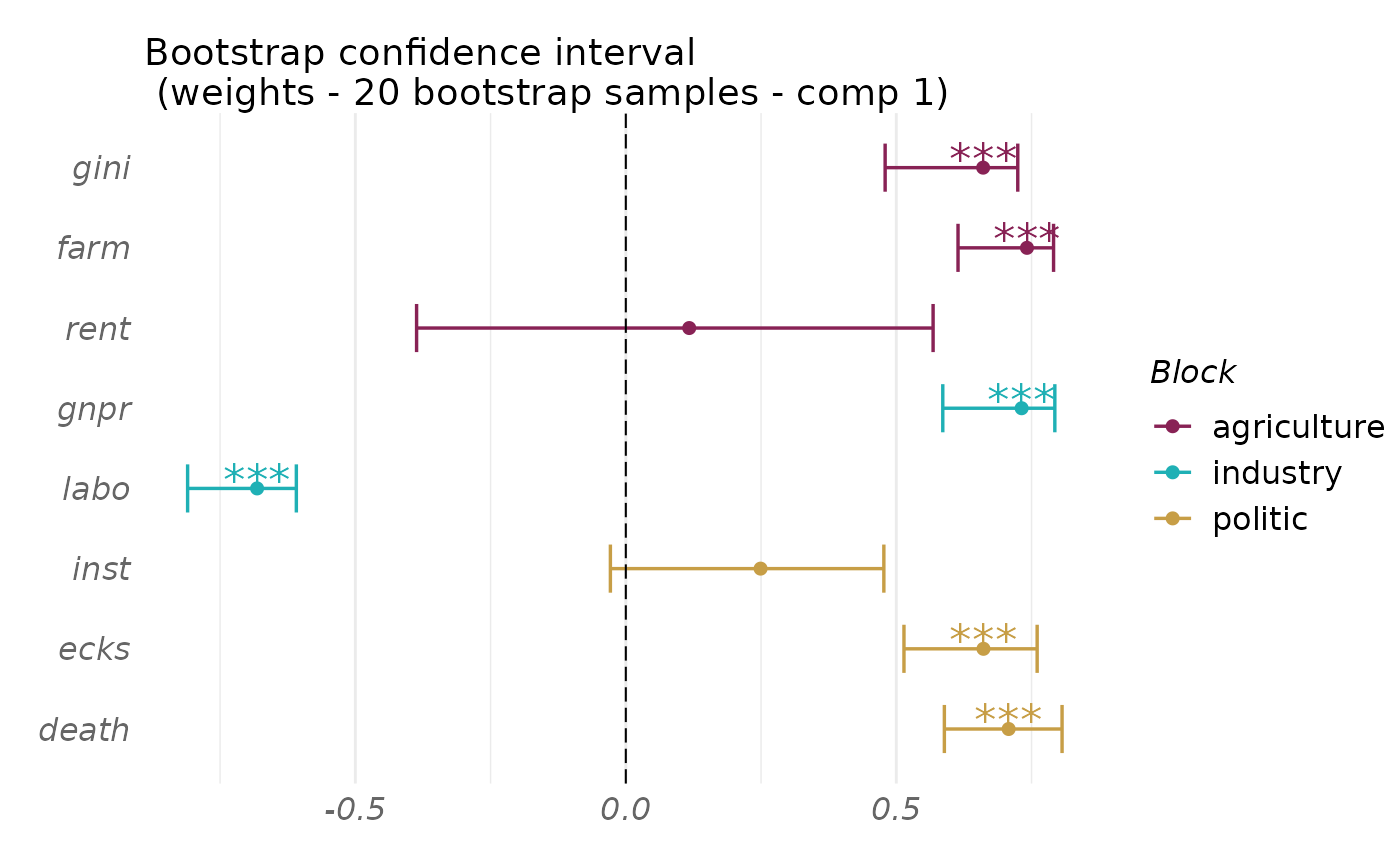 Bootstrap confidence interval
(weights - 20 bootstrap samples - comp 1)
gini
***
farm
***
rent
gnpr
***
labo
***
inst
ecks
***
death
***
-0.5
0.0
0.5
Block
agriculture
industry
politic